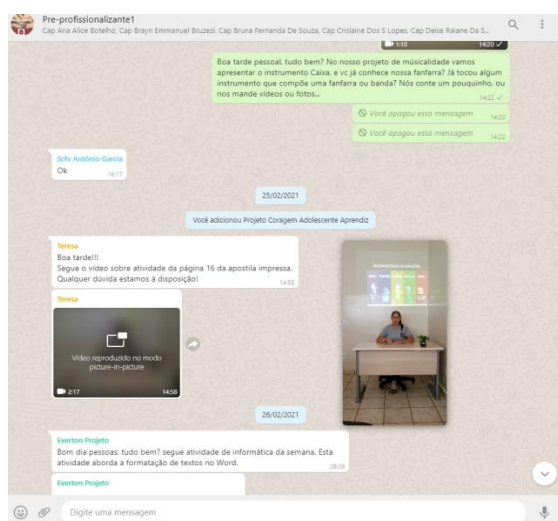 Pre-profissionalizante1
Cap Ana Alice Botelho, Cap Brayn Emmanuel Bruzezi, Cap Bruna Fernanda De Souza, Cap Crislaine Dos S Lopes, Cap Deise Raiane Da S...
1:10 14:20
Boa tarde pessoal, tudo bem? No nosso projeto de músicalidade vamos
apresentar o instrumento Caixa, e vc já conhece nossa fanfarra? Já tocou algum
instrumento que compõe uma fanfarra ou banda? Nós conte um pouquinho, ou
nos mande vídeos ou fotos...
14:22
Você apagou essa mensagem 14:22
Você apagou essa mensagem 14:22
Scfv Antônio Garcia
Ok
16:17
25/02/2021
Você adicionou Projeto Coragem Adolescente Aprendiz
Teresa
Boa tarde!!!
Segue o vídeo sobre atividade da página 16 da apostila impressa.
Qualquer dúvida estamos à disposição!
14:58
Teresa
Vídeo reproduzido no modo
picture-in-picture
2:17 14:58
26/02/2021
Everton Projeto
Bom dia pessoas, tudo bem? segue atividade de informática da semana. Esta
atividade aborda a formatação de textos no Word.
08:06
Everton Projeto
Digite uma mensagem